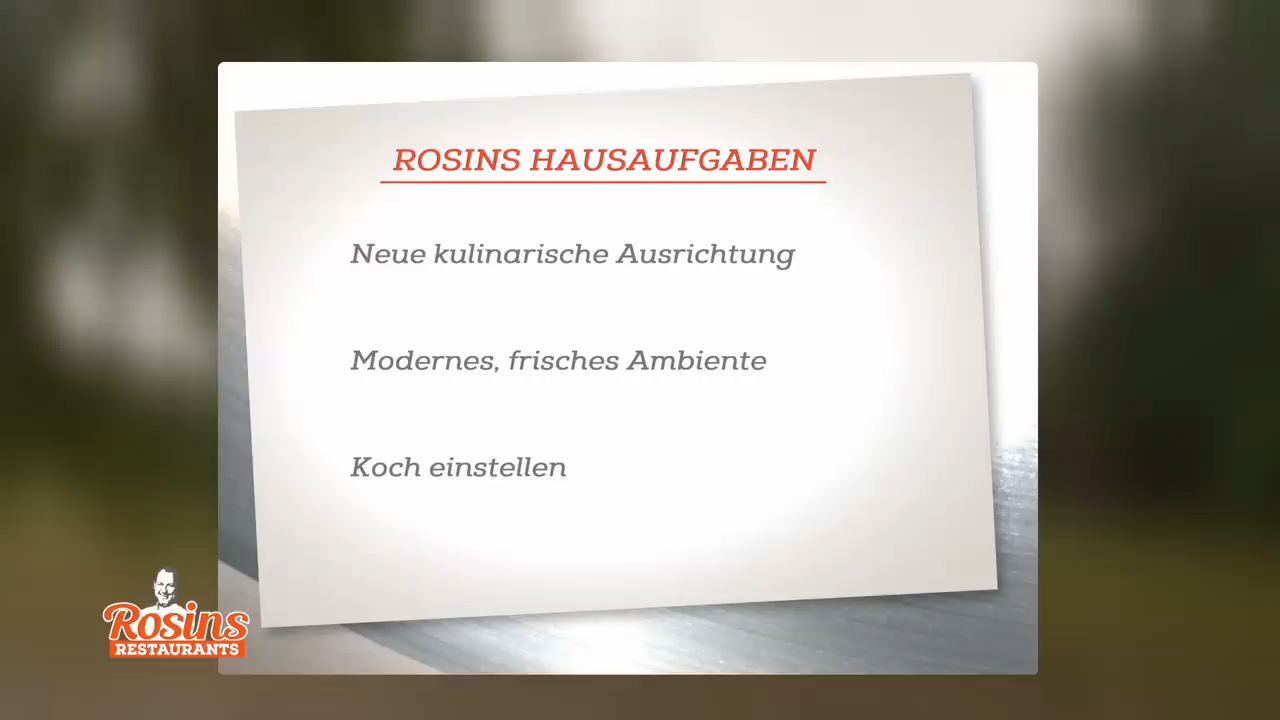 ROSINS HAUSAUFGABEN
Neue kulinarische Ausrichtung
Modernes, frisches Ambiente
Koch einstellen
Rosins
RESTAURANTS